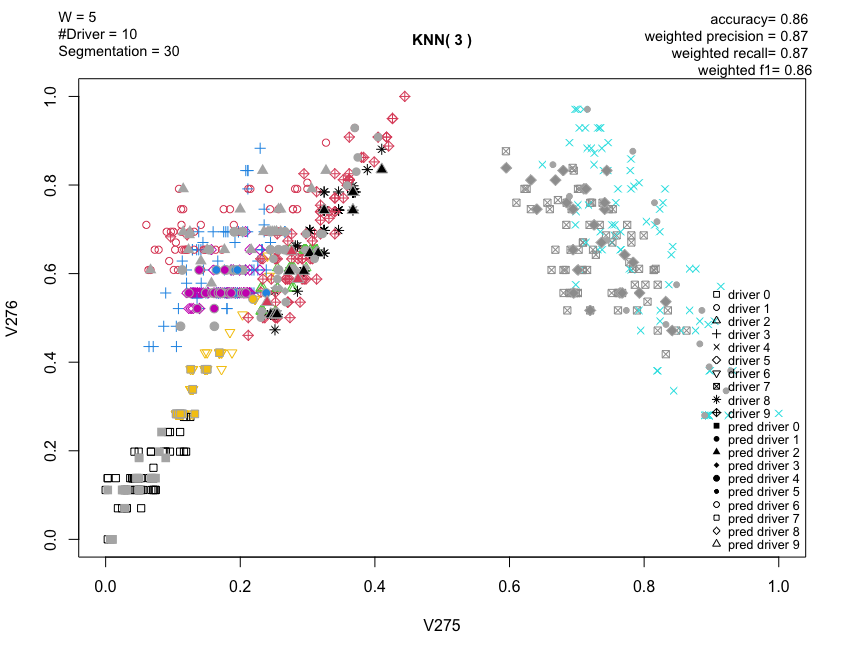 W = 5
#Driver = 10
Segmentation = 30
KNN( 3 )
accuracy= 0.86
weighted precision = 0.87
weighted recall= 0.87
weighted f1= 0.86
1.0
0.8
0.6
0.4
0.2
0.0
V276
driver 0
driver 1
driver 2
driver 3
driver 4
driver 5
driver 6
driver 7
driver 8
driver 9
pred driver 0
pred driver 1
pred driver 2
pred driver 3
pred driver 4
pred driver 5
pred driver 6
pred driver 7
pred driver 8
pred driver 9
0.0 0.2 0.4 0.6 0.8 1.0
V275